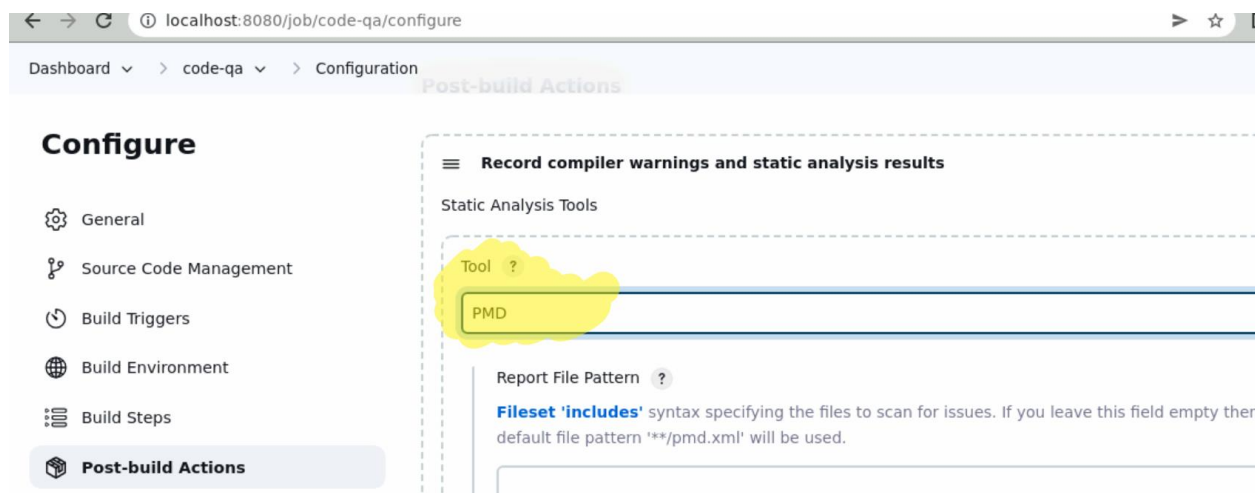 localhost:8080/job/code-qa/configure
Dashboard > code-qa > Configuration
Post-build Actions
Configure
General
Source Code Management
Build Triggers
Build Environment
Build Steps
Post-build Actions
Record compiler warnings and static analysis results
Static Analysis Tools
Tool ?
PMD
Report File Pattern ?
Fileset 'includes' syntax specifying the files to scan for issues. If you leave this field empty
default file pattern '**/pmd.xml' will be used.